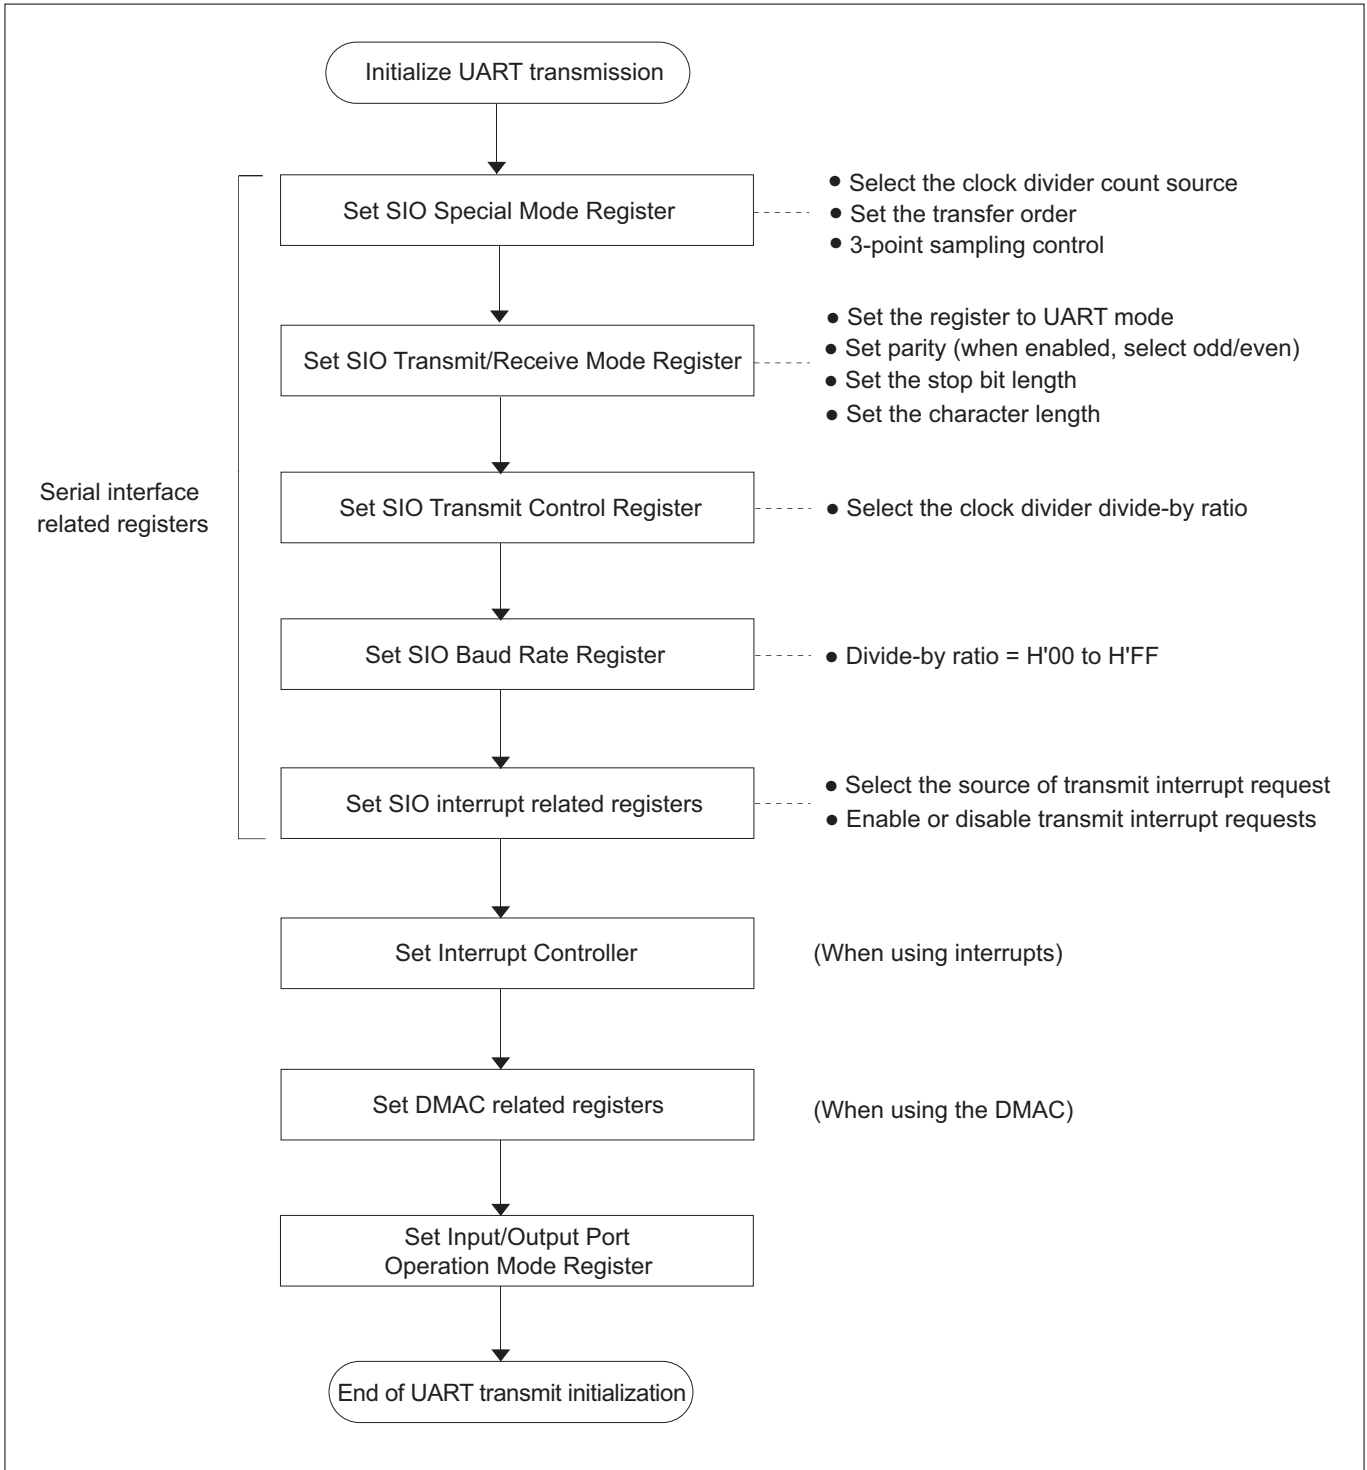 Initialize UART transmission
Set SIO Special Mode Register
● Select the clock divider count source
● Set the transfer order
● 3-point sampling control
Set SIO Transmit/Receive Mode Register
● Set the register to UART mode
● Set parity (when enabled, select odd/even)
● Set the stop bit length
● Set the character length
Serial interface
related registers
Set SIO Transmit Control Register
● Select the clock divider divide-by ratio
Set SIO Baud Rate Register
● Divide-by ratio = H'00 to H'FF
Set SIO interrupt related registers
● Select the source of transmit interrupt request
● Enable or disable transmit interrupt requests
Set Interrupt Controller
(When using interrupts)
Set DMAC related registers
(When using the DMAC)
Set Input/Output Port
Operation Mode Register
End of UART transmit initialization